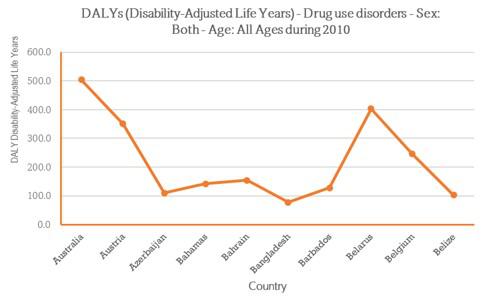 DALYs (Disability-Adjusted Life Years) - Drug use disorders - Sex:
Both - Age: All Ages during 2010
DALY Disability-Adjusted Life Years
600.0
500.0
400.0
300.0
200.0
100.0
0.0
Australia
Austria
Azerbaijan
Bahamas
Bahrain
Bangladesh
Barbados
Belarus
Belgium
Belize
Country